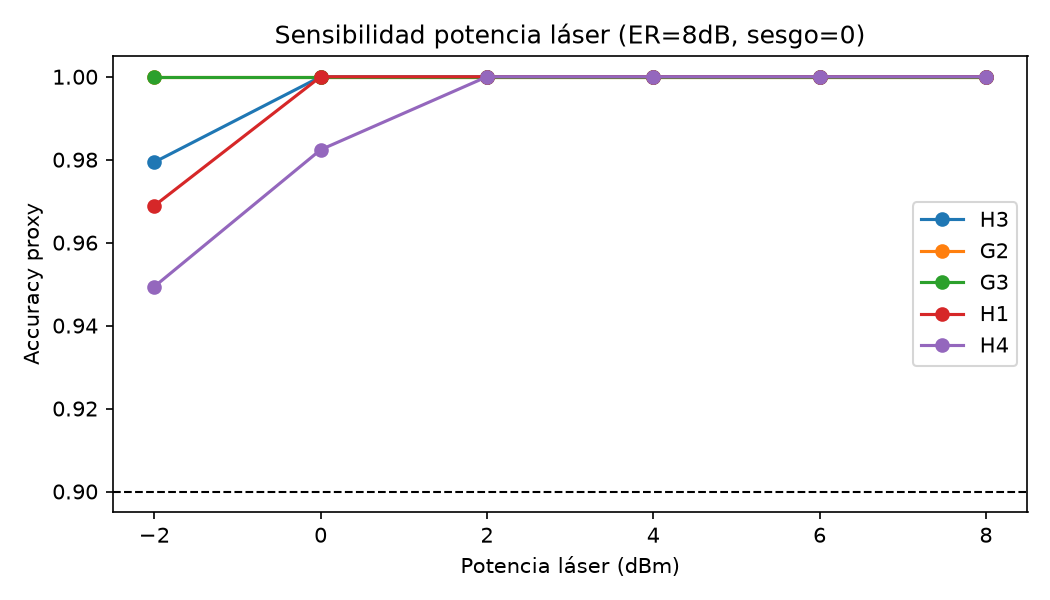 Sensibilidad potencia láser (ER=8dB, sesgo=0)
Accuracy proxy
1.00
0.98
0.96
0.94
0.92
0.90
H3
G2
G3
H1
H4
−2 0 2 4 6 8
Potencia láser (dBm)